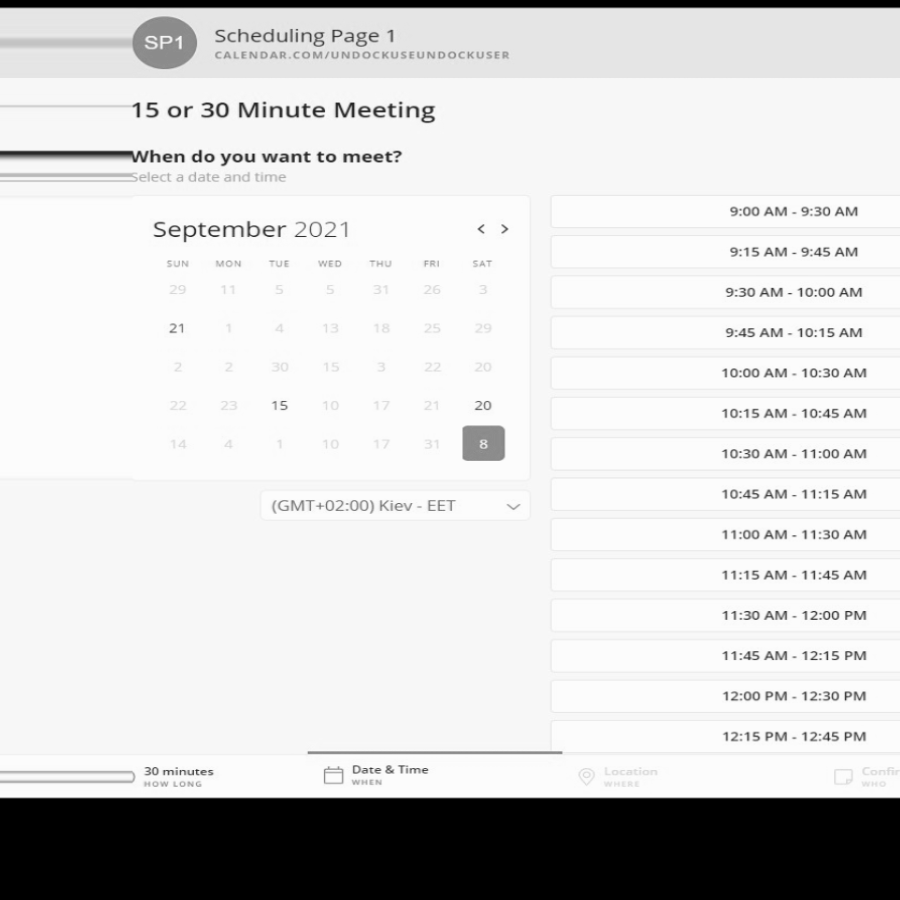 SP1
Scheduling Page 1
CALENDAR.COM/UNDOCKUSEUNDOCKUSER
15 or 30 Minute Meeting
When do you want to meet?
Select a date and time
September 2021 < >
SUN MON TUE WED THU FRI SAT
29 11 5 5 31 26 3
21 1 4 13 18 25 29
2 2 30 15 3 22 20
22 23 15 10 17 21 20
14 4 1 10 17 31 8
(GMT+02:00) Kiev - EET
9:00 AM - 9:30 AM
9:15 AM - 9:45 AM
9:30 AM - 10:00 AM
9:45 AM - 10:15 AM
10:00 AM - 10:30 AM
10:15 AM - 10:45 AM
10:30 AM - 11:00 AM
10:45 AM - 11:15 AM
11:00 AM - 11:30 AM
11:15 AM - 11:45 AM
11:30 AM - 12:00 PM
11:45 AM - 12:15 PM
12:00 PM - 12:30 PM
12:15 PM - 12:45 PM
30 minutes
HOW LONG
Date & Time
WHEN
Location
WHERE
Confir
WHO